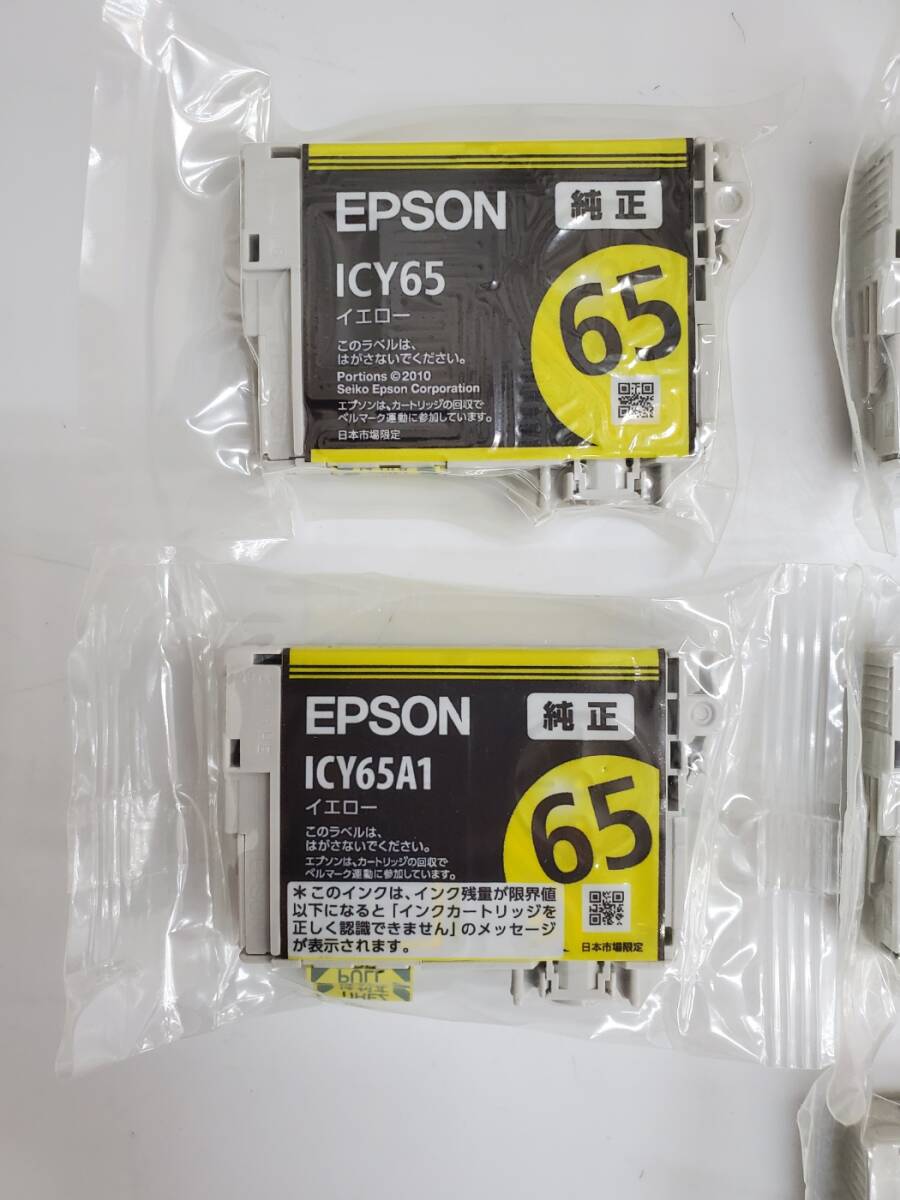 EPSON 純正
ICY65
イエロー
65
このラベルは、
はがさないでください。
Portions ©2010
Seiko Epson Corporation
エプソンは、カートリッジの回収で
ベルマーク運動に参加しています。
日本市場限定
EPSON 純正
ICY65A1
イエロー
65
このラベルは、
はがさないでください。
エプソンは、カートリッジの回収で
ベルマーク運動に参加しています。
＊このインクは、インク残量が限界値
以下になると「インクカートリッジを
正しく認識できません」のメッセージ
が表示されます。
日本市場限定
PULL